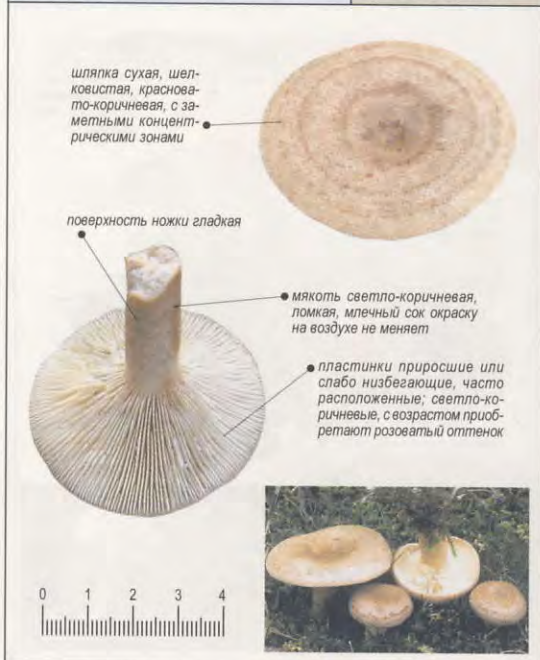 шляпка сухая, шел-
ковистая, краснова-
то-коричневая, с за-
метными концент-
рическими зонами
поверхность ножки гладкая
мякоть светло-коричневая,
ломкая, млечный сок окраску
на воздухе не меняет
пластинки приросшие или
слабо низбегающие, часто
расположенные; светло-ко-
ричневые, с возрастом приоб-
ретают розоватый оттенок
0 1 2 3 4